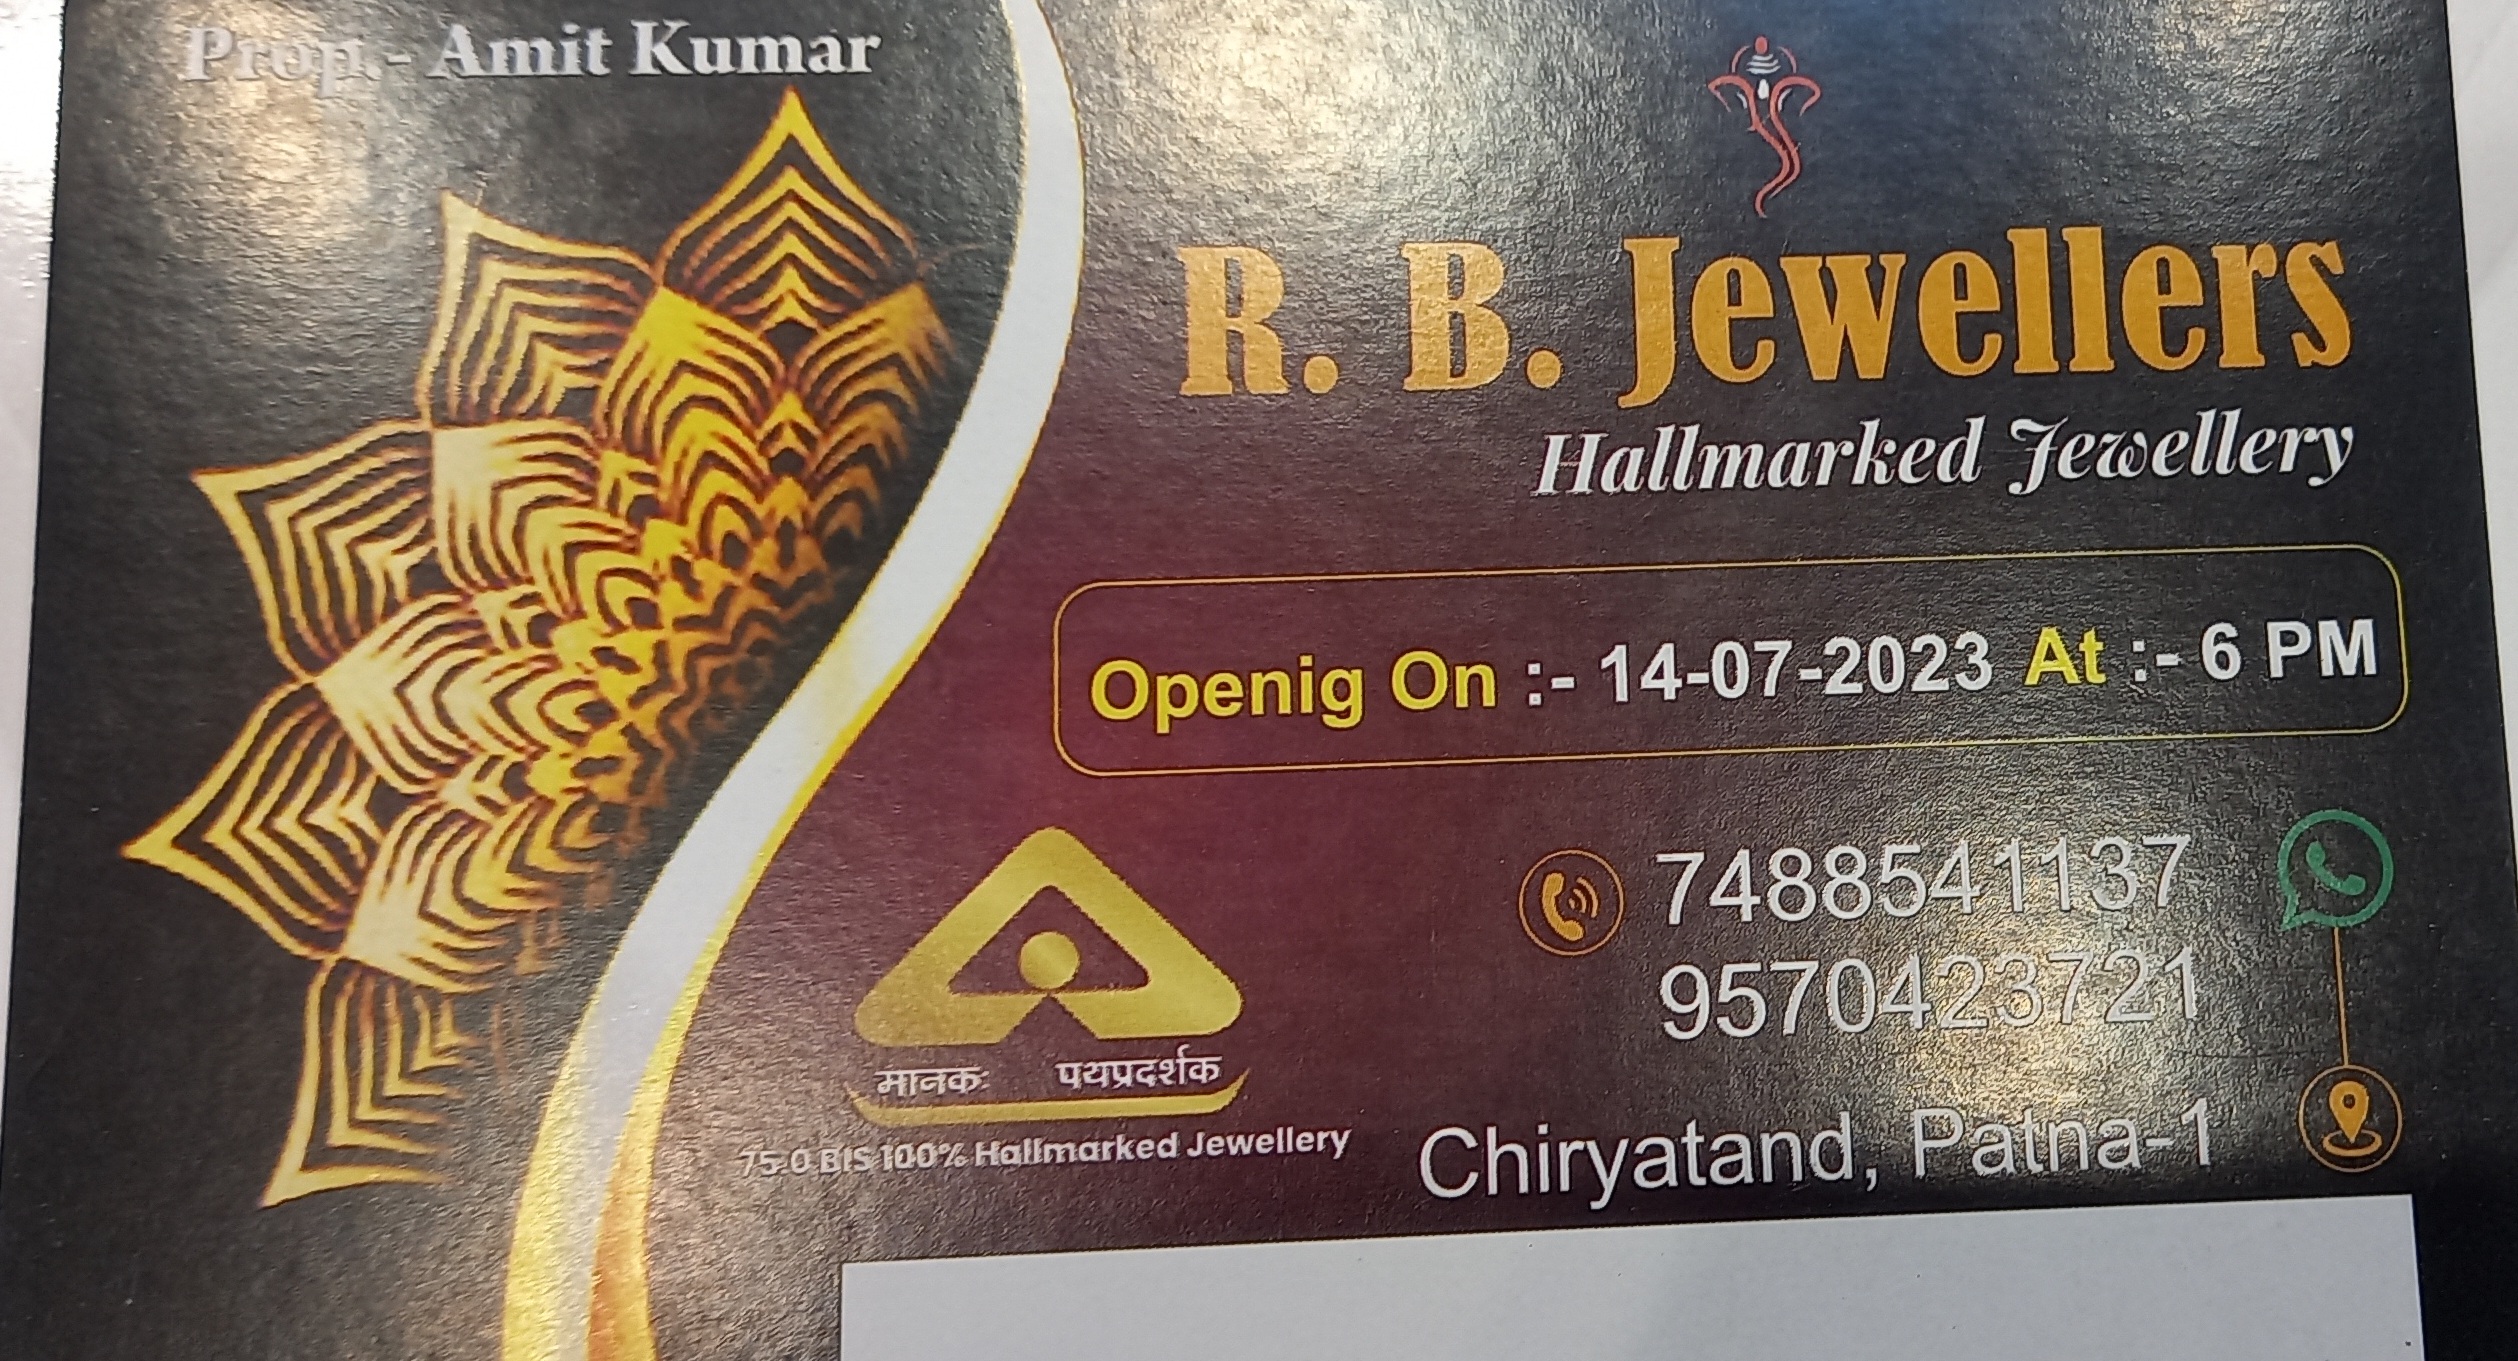 Prop.- Amit Kumar
R. B. Jewellers
Hallmarked Jewellery
Openig On :- 14-07-2023 At :- 6 PM
7488541137
9570423721
मानकः पथप्रदर्शक
75.0 BIS 100% Hallmarked Jewellery
Chiryatand, Patna-1